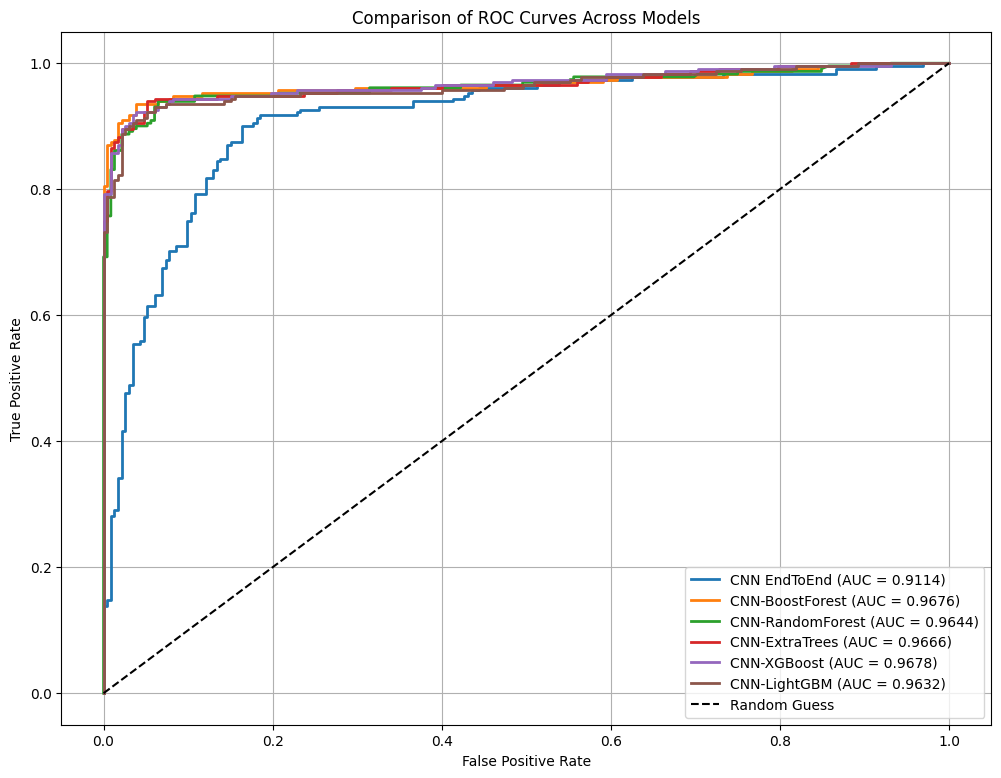 Comparison of ROC Curves Across Models
True Positive Rate
1.0
0.8
0.6
0.4
0.2
0.0
0.0 0.2 0.4 0.6 0.8 1.0
False Positive Rate
CNN EndToEnd (AUC = 0.9114)
CNN-BoostForest (AUC = 0.9676)
CNN-RandomForest (AUC = 0.9644)
CNN-ExtraTrees (AUC = 0.9666)
CNN-XGBoost (AUC = 0.9678)
CNN-LightGBM (AUC = 0.9632)
Random Guess